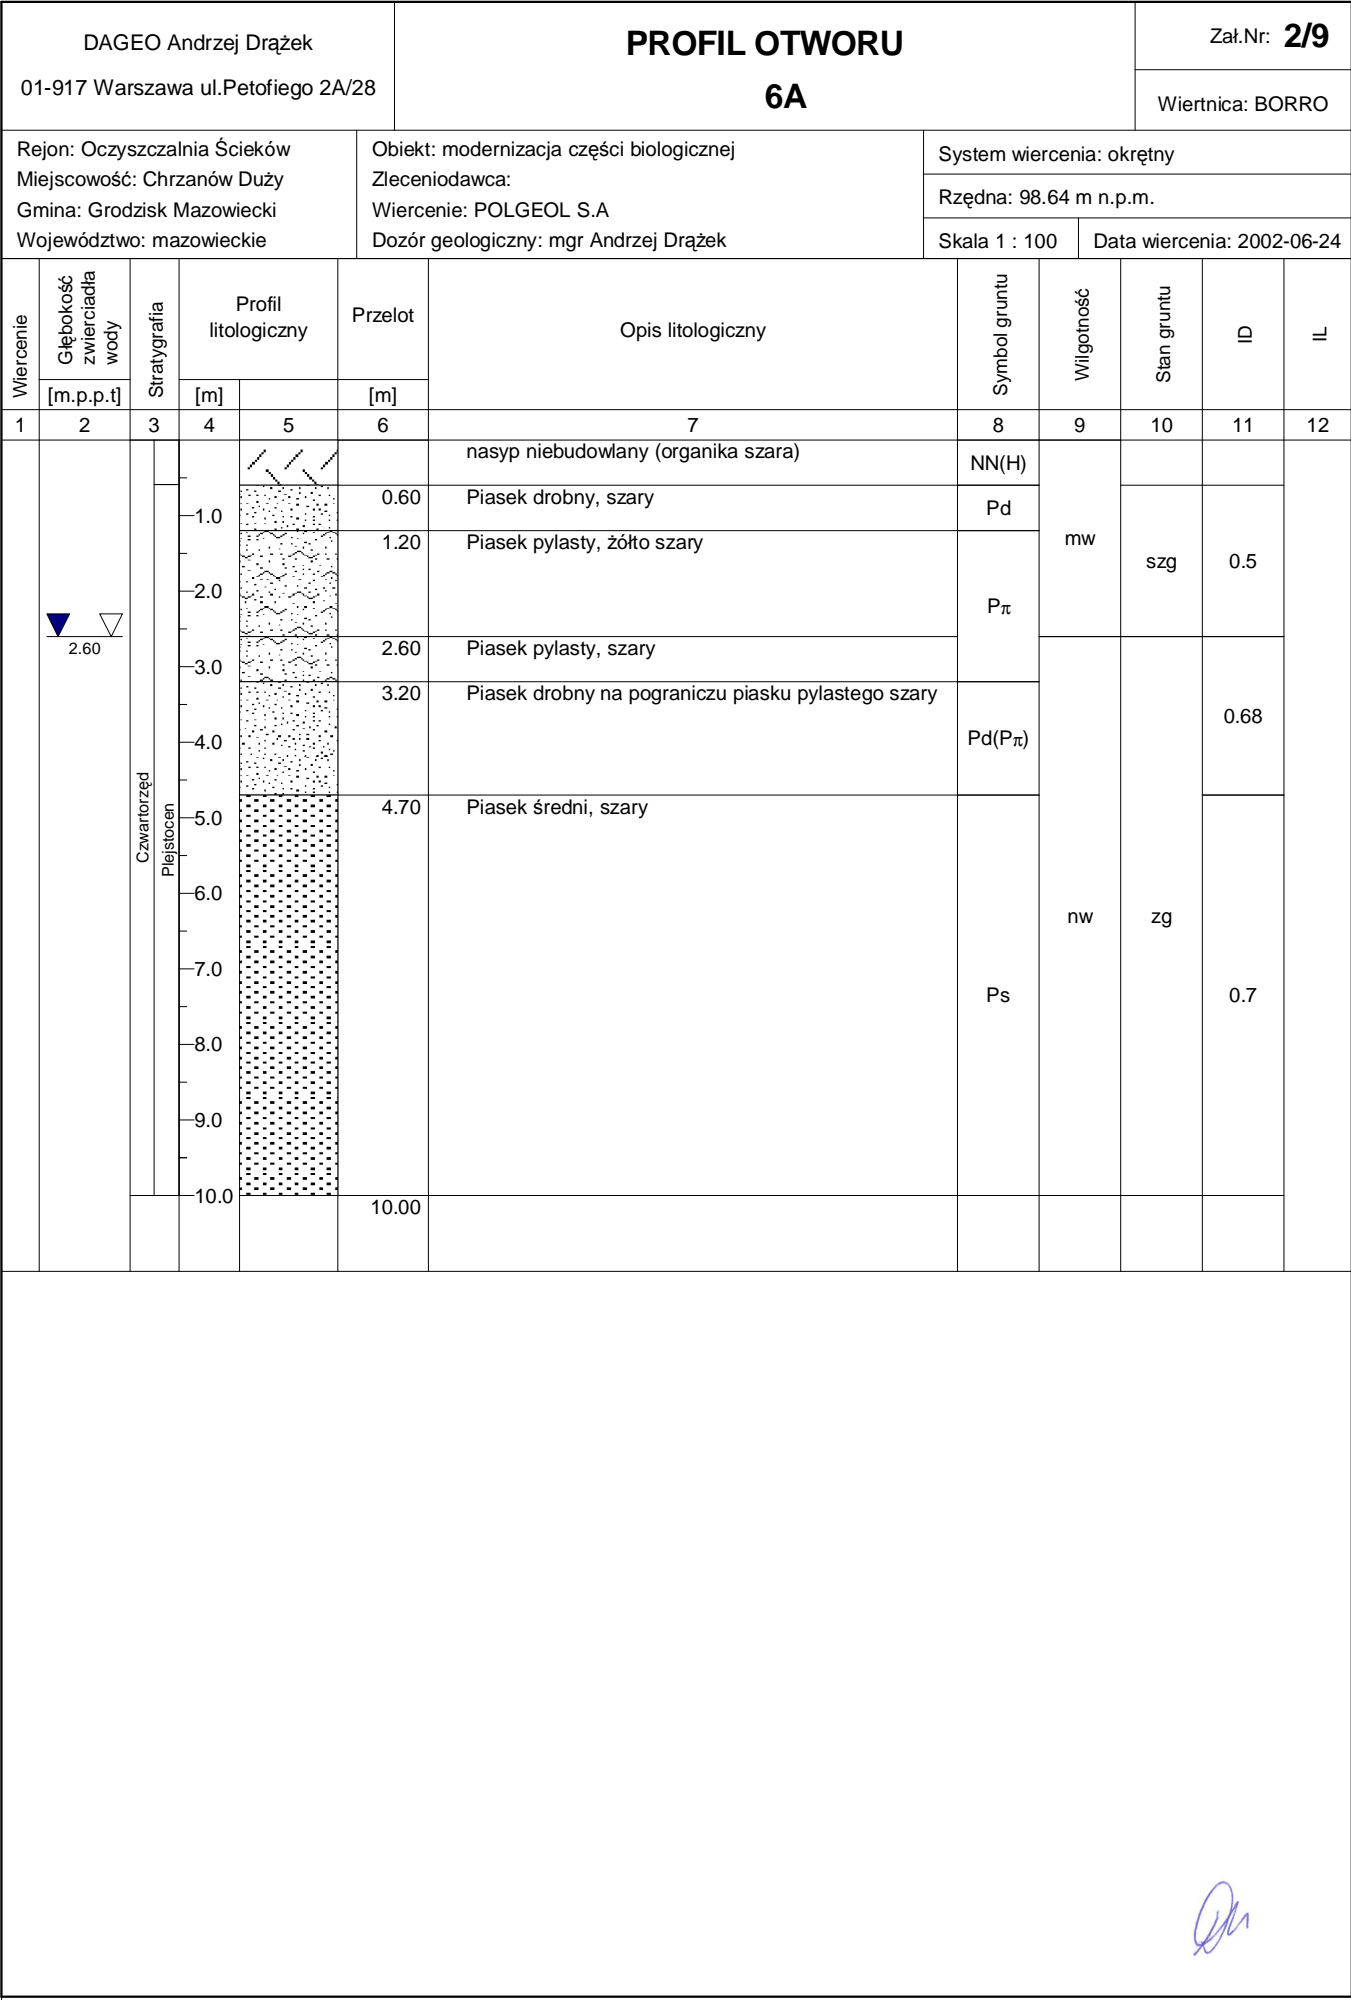 DAGEO Andrzej Drążek
01-917 Warszawa ul.Petofiego 2A/28
PROFIL OTWORU
6A
Zał.Nr: 2/9
Wiertnica: BORRO
Rejon: Oczyszczalnia Ścieków
Miejscowość: Chrzanów Duży
Gmina: Grodzisk Mazowiecki
Województwo: mazowieckie
Obiekt: modernizacja części biologicznej
Zleceniodawca:
Wiercenie: POLGEOL S.A
Dozór geologiczny: mgr Andrzej Drążek
System wiercenia: okrętny
Rzędna: 98.64 m n.p.m.
Skala 1 : 100
Data wiercenia: 2002-06-24
Wiercenie
Głębokość
zwierciadła
wody
[m.p.p.t]
Stratygrafia
Profil
litologiczny
[m]
Przelot
[m]
Opis litologiczny
Symbol gruntu
Wilgotność
Stan gruntu
ID
IL
1 2 3 4 5 6 7 8 9 10 11 12
nasyp niebudowlany (organika szara)
NN(H)
0.60 Piasek drobny, szary
Pd
1.0
1.20 Piasek pylasty, żółto szary
mw
szg
0.5
2.0
Pπ
2.60
2.60 Piasek pylasty, szary
3.0
3.20 Piasek drobny na pograniczu piasku pylastego szary
0.68
4.0
Pd(Pπ)
4.70 Piasek średni, szary
5.0
Czwartorzęd
Plejstocen
6.0
nw
zg
7.0
Ps
0.7
8.0
9.0
10.0
10.00